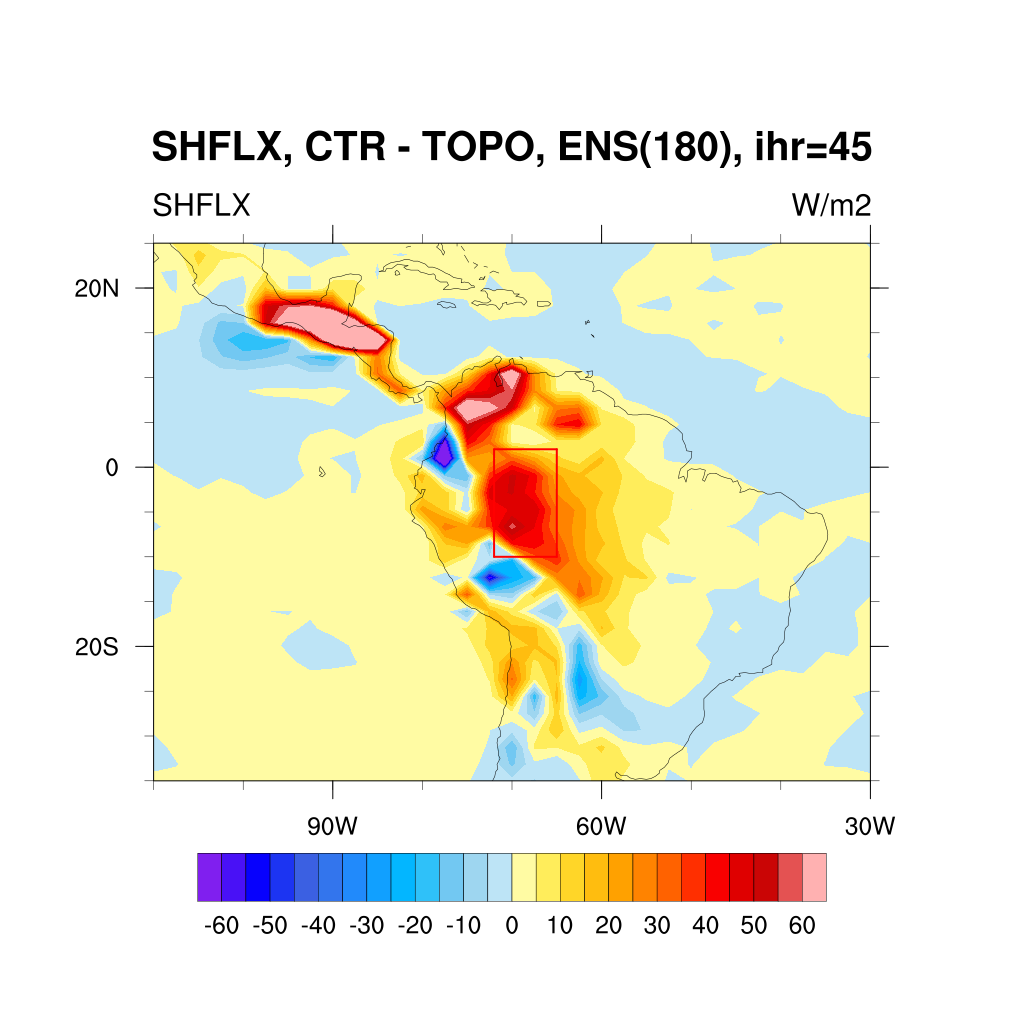 SHFLX, CTR - TOPO, ENS(180), ihr=45
SHFLX W/m2
20N
0
20S
90W 60W 30W
-60 -50 -40 -30 -20 -10 0 10 20 30 40 50 60